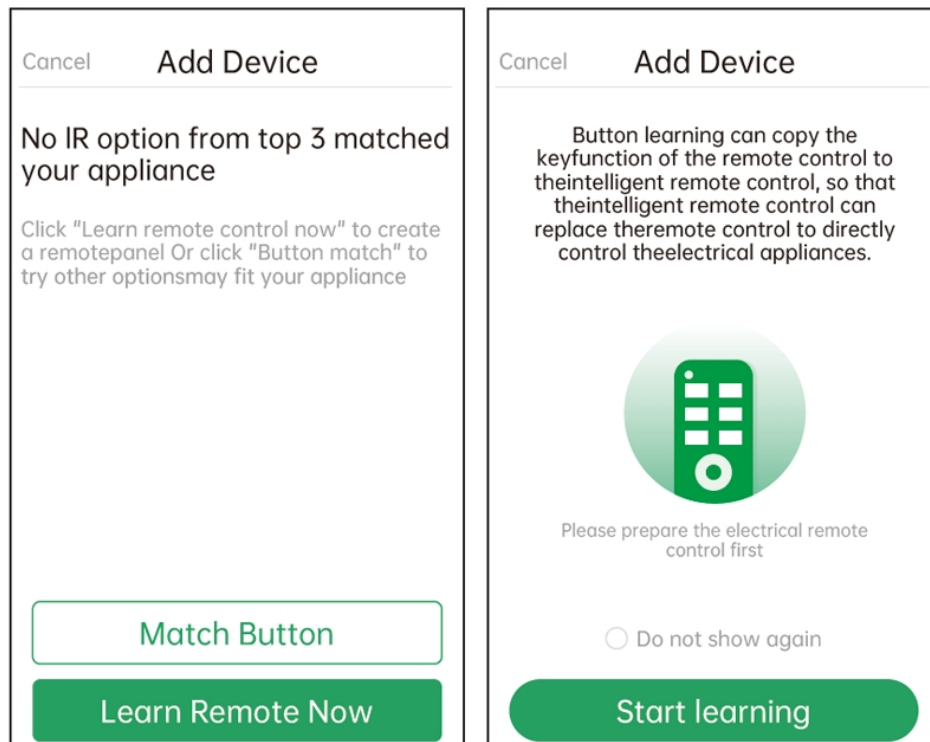 Cancel Add Device
No IR option from top 3 matched
your appliance
Click "Learn remote control now" to create
a remotepanel Or click "Button match" to
try other optionsmay fit your appliance
Match Button
Learn Remote Now
Cancel Add Device
Button learning can copy the
keyfunction of the remote control to
theintelligent remote control, so that
theintelligent remote control can
replace theremote control to directly
control theelectrical appliances.
Please prepare the electrical remote
control first
Do not show again
Start learning